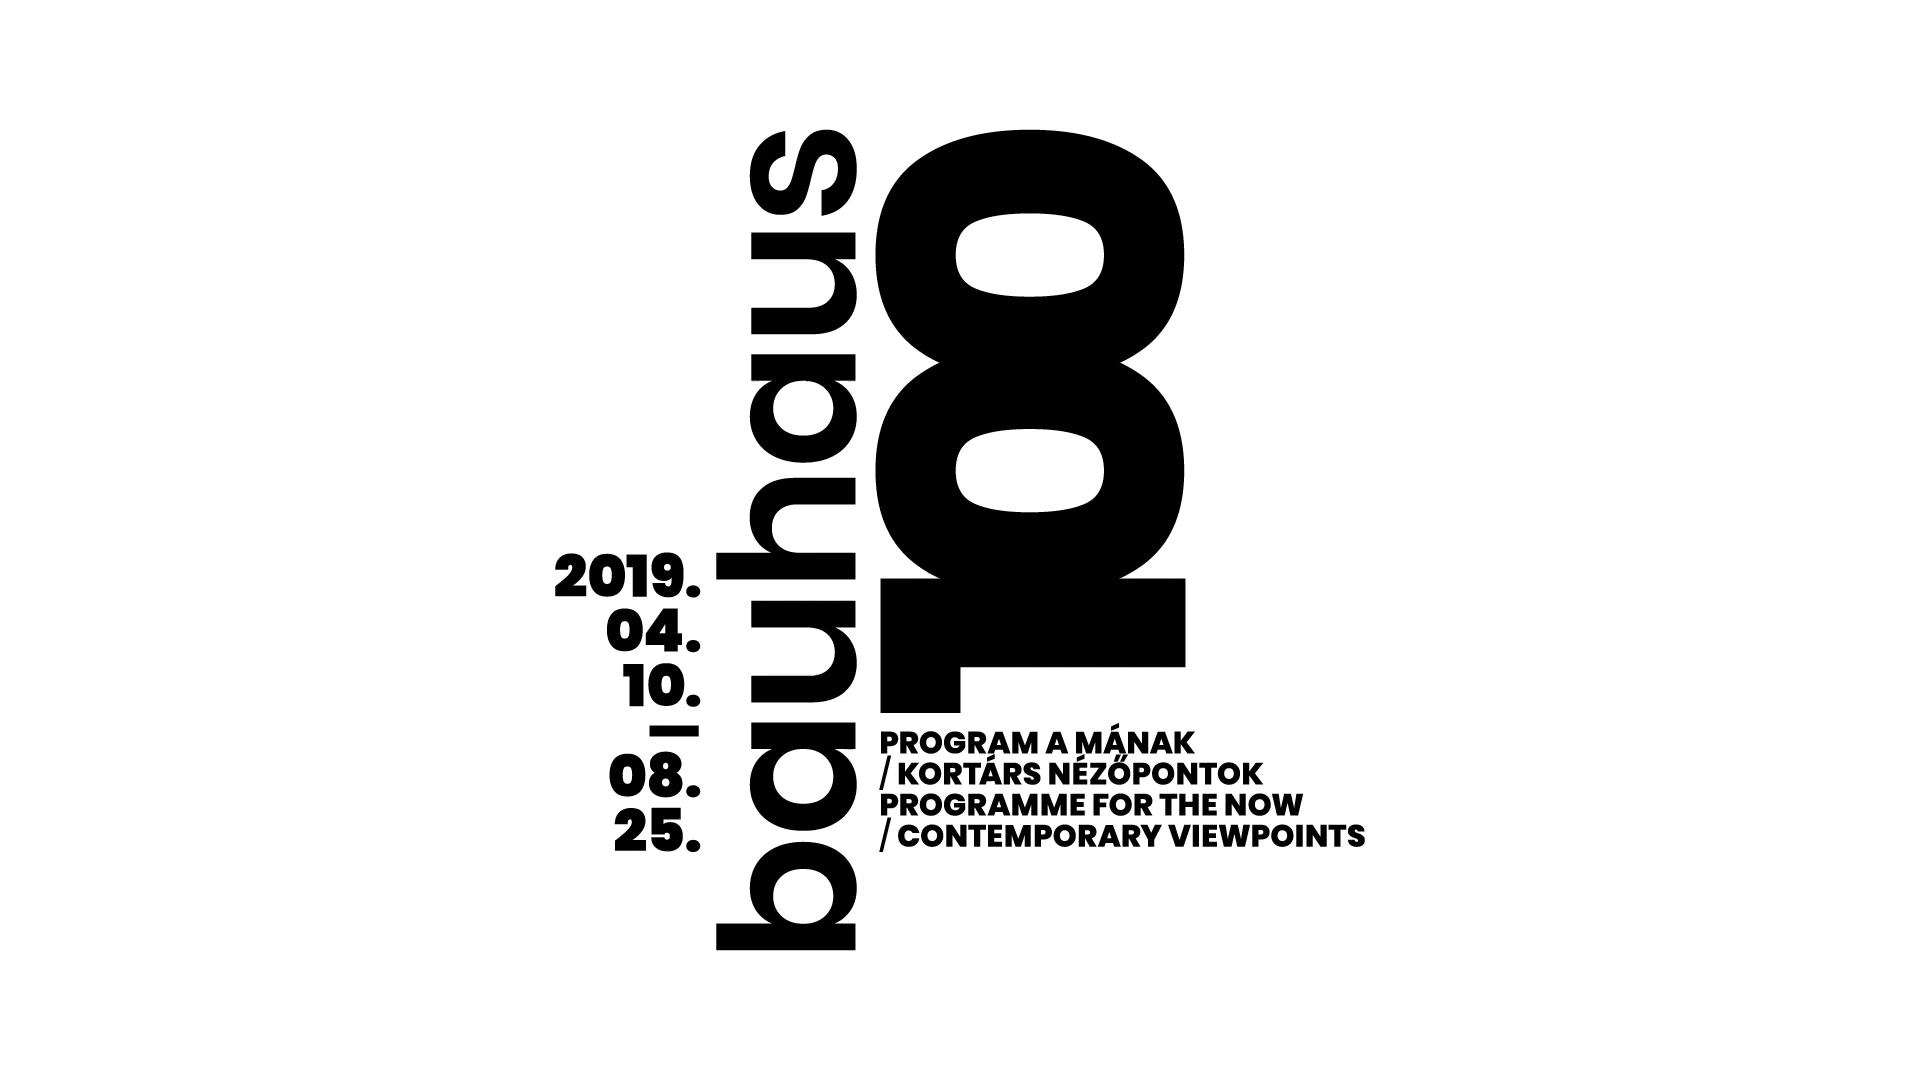 bauhaus
100
2019.
04.
10.
–
08.
25.
PROGRAM A MÁNAK
/ KORTÁRS NÉZŐPONTOK
PROGRAMME FOR THE NOW
/ CONTEMPORARY VIEWPOINTS